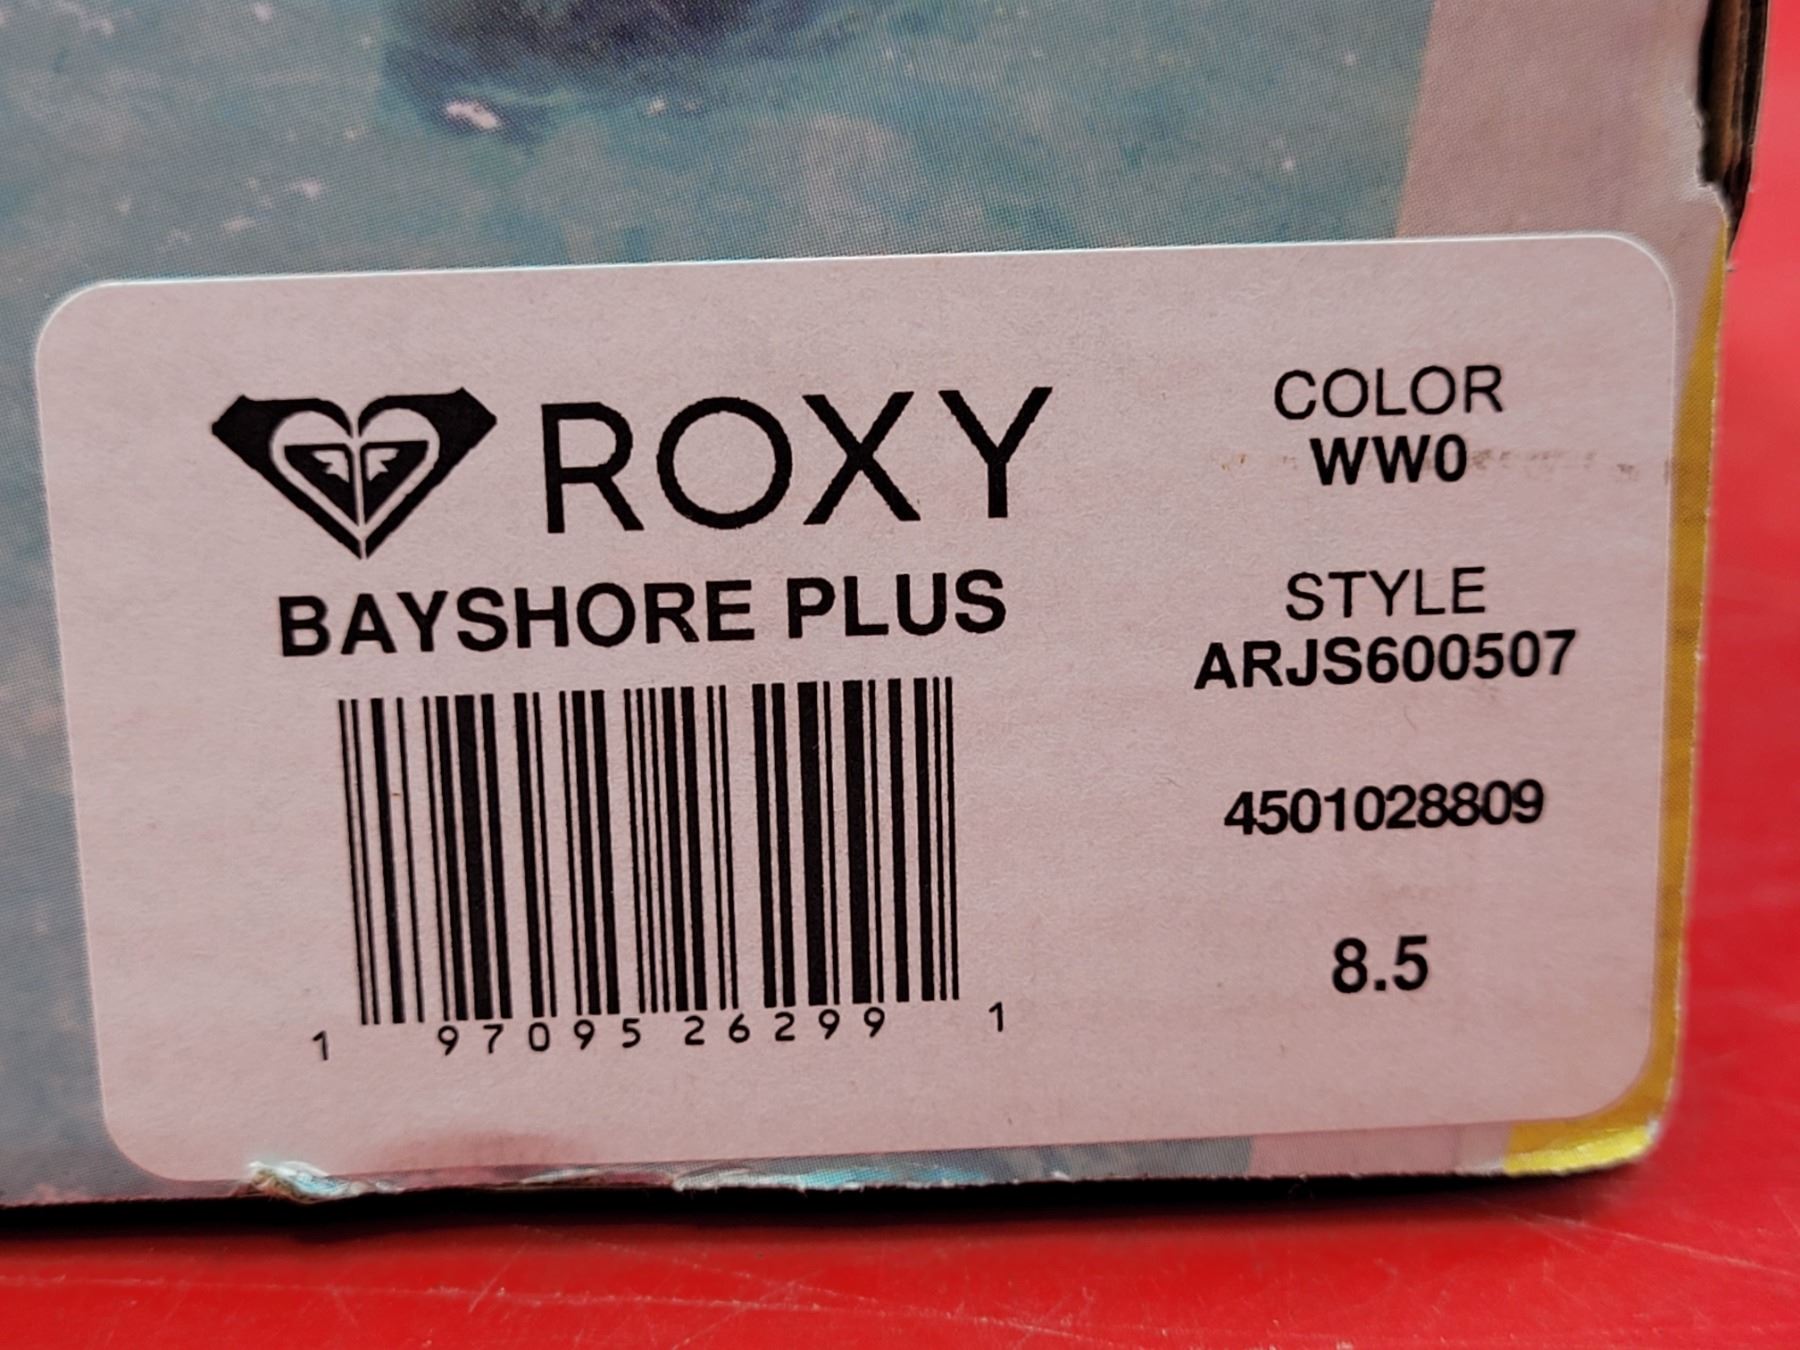 ROXY
BAYSHORE PLUS
1 97095 26299 1
COLOR
WW0
STYLE
ARJS600507
4501028809
8.5